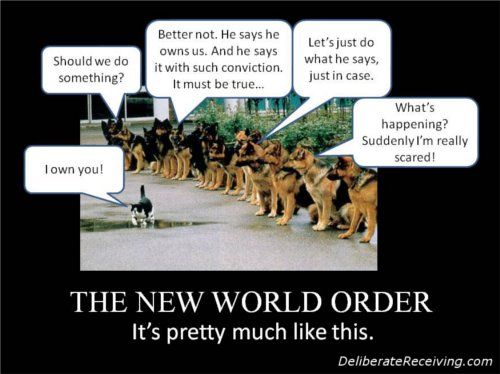 Should we do
something?
Better not. He says he
owns us. And he says
it with such conviction.
It must be true...
Let's just do
what he says,
just in case.
What's
happening?
Suddenly I'm really
scared!
I own you!
THE NEW WORLD ORDER
It's pretty much like this.
DeliberateReceiving.com